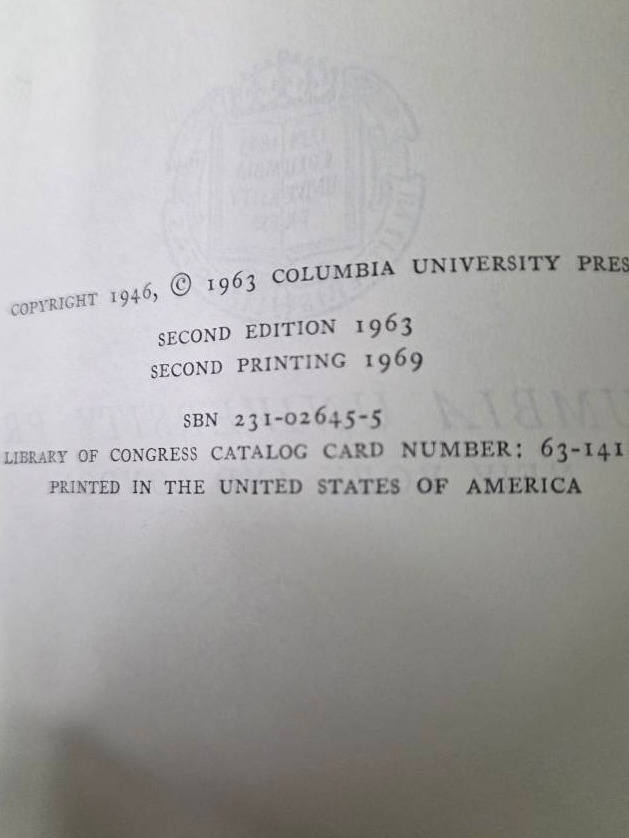 COPYRIGHT 1946, © 1963 COLUMBIA UNIVERSITY PRES
SECOND EDITION 1963
SECOND PRINTING 1969
SBN 231-02645-5
LIBRARY OF CONGRESS CATALOG CARD NUMBER: 63-141
PRINTED IN THE UNITED STATES OF AMERICA